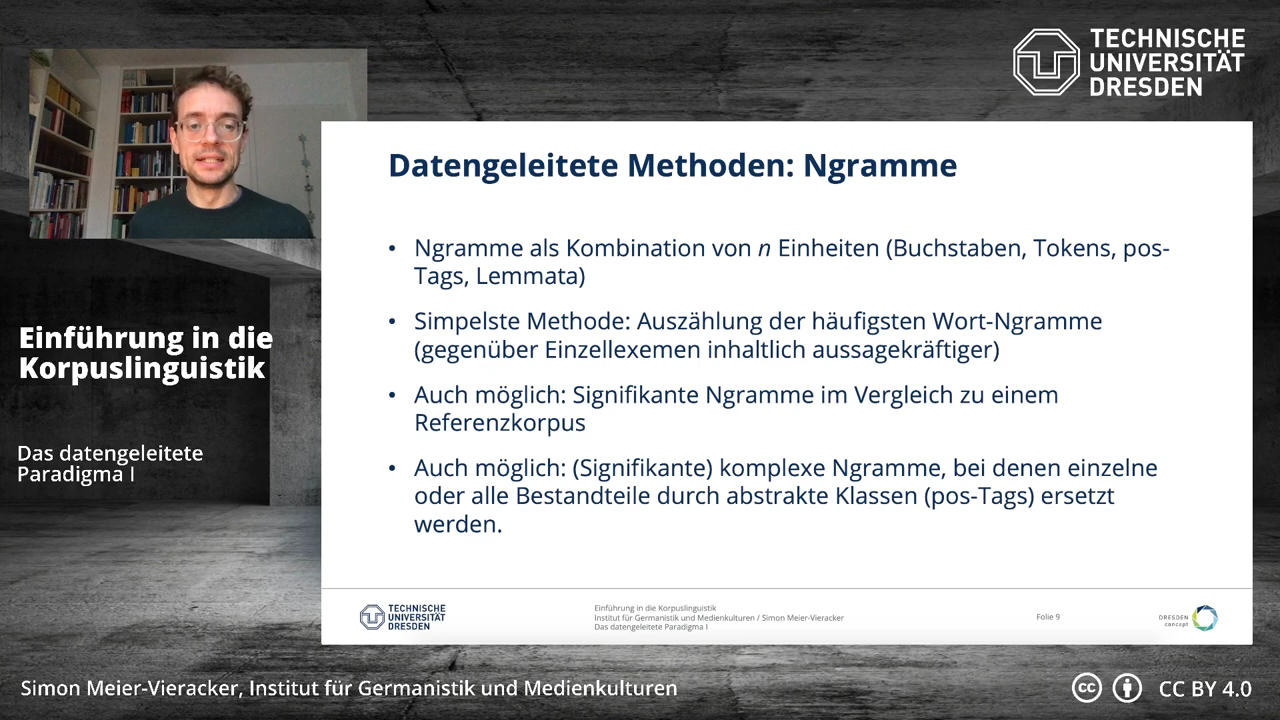 TECHNISCHE
UNIVERSITÄT
DRESDEN
Datengeleitete Methoden: Ngramme
• Ngramme als Kombination von n Einheiten (Buchstaben, Tokens, pos-
Tags, Lemmata)
• Simpelste Methode: Auszählung der häufigsten Wort-Ngramme
(gegenüber Einzellexemen inhaltlich aussagekräftiger)
• Auch möglich: Signifikante Ngramme im Vergleich zu einem
Referenzkorpus
• Auch möglich: (Signifikante) komplexe Ngramme, bei denen einzelne
oder alle Bestandteile durch abstrakte Klassen (pos-Tags) ersetzt
werden.
Einführung in die
Korpuslinguistik
Das datengeleitete
Paradigma I
TECHNISCHE
UNIVERSITÄT
DRESDEN
Einführung in die Korpuslinguistik
Institut für Germanistik und Medienkulturen / Simon Meier-Vieracker
Das datengeleitete Paradigma I
Folie 9
DRESDEN
concept
Simon Meier-Vieracker, Institut für Germanistik und Medienkulturen
cc
CC BY 4.0